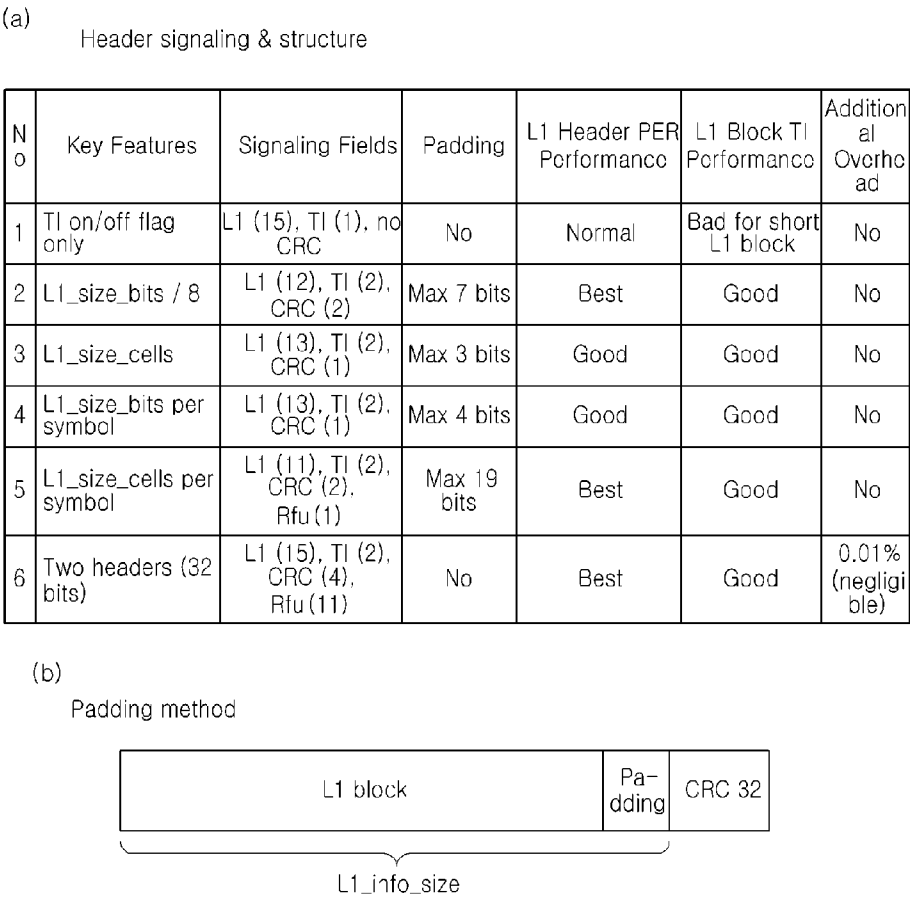 (a)
Header signaling & structure
No Key Features Signaling Fields Padding L1 Header PER Performance L1 Block TI Performance Additional Overhead
1 TI on/off flag only L1 (15), TI (1), no CRC No Normal Bad for short L1 block No
2 L1_size_bits / 8 L1 (12), TI (2), CRC (2) Max 7 bits Best Good No
3 L1_size_cells L1 (13), TI (2), CRC (1) Max 3 bits Good Good No
4 L1_size_bits per symbol L1 (13), TI (2), CRC (1) Max 4 bits Good Good No
5 L1_size_cells per symbol L1 (11), TI (2), CRC (2), Rfu(1) Max 19 bits Best Good No
6 Two headers (32 bits) L1 (15), TI (2), CRC (4), Rfu(11) No Best Good 0.01% (negligible)
(b)
Padding method
L1 block Pa-dding CRC 32
L1_info_size